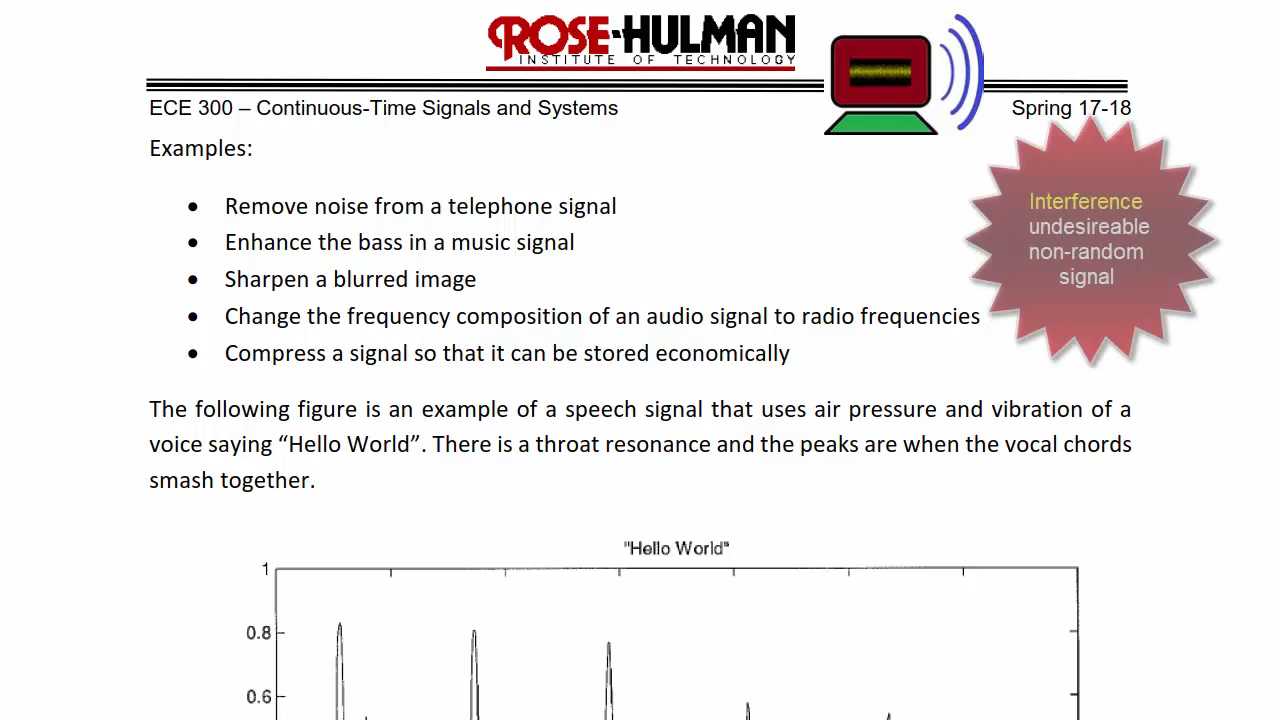 ROSE-HULMAN
INSTITUTE OF TECHNOLOGY
ECE 300 – Continuous-Time Signals and Systems
Spring 17-18
Examples:
• Remove noise from a telephone signal
• Enhance the bass in a music signal
• Sharpen a blurred image
• Change the frequency composition of an audio signal to radio frequencies
• Compress a signal so that it can be stored economically
Interference
undesireable
non-random
signal
The following figure is an example of a speech signal that uses air pressure and vibration of a
voice saying “Hello World”. There is a throat resonance and the peaks are when the vocal chords
smash together.
"Hello World"
1
0.8
0.6